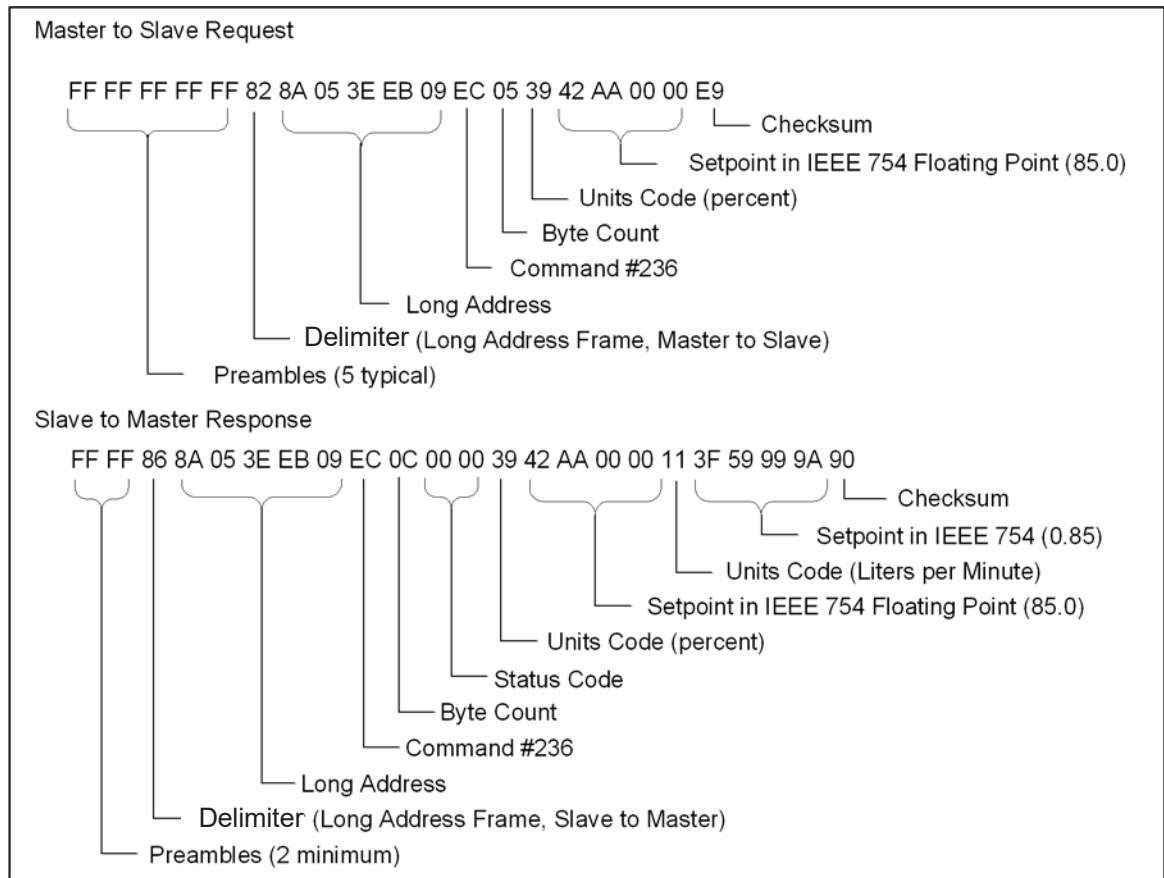 Master to Slave Request
FF FF FF FF FF 82 8A 05 3E EB 09 EC 05 39 42 AA 00 00 E9
Checksum
Setpoint in IEEE 754 Floating Point (85.0)
Units Code (percent)
Byte Count
Command #236
Long Address
Delimiter (Long Address Frame, Master to Slave)
Preambles (5 typical)
Slave to Master Response
FF FF 86 8A 05 3E EB 09 EC 0C 00 00 39 42 AA 00 00 11 3F 59 99 9A 90
Checksum
Setpoint in IEEE 754 (0.85)
Units Code (Liters per Minute)
Setpoint in IEEE 754 Floating Point (85.0)
Units Code (percent)
Status Code
Byte Count
Command #236
Long Address
Delimiter (Long Address Frame, Slave to Master)
Preambles (2 minimum)